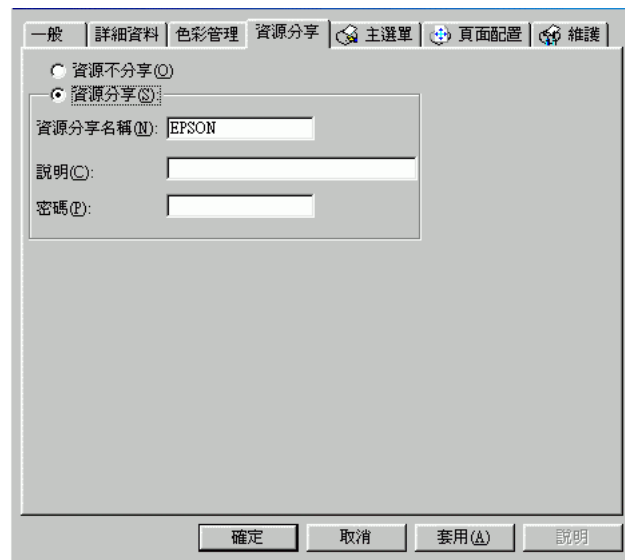 一般 詳細資料 色彩管理 資源分享 主選單 頁面配置 維護
資源不分享(O)
資源分享(S):
資源分享名稱(N): EPSON
說明(C):
密碼(P):
確定 取消 套用(A) 說明